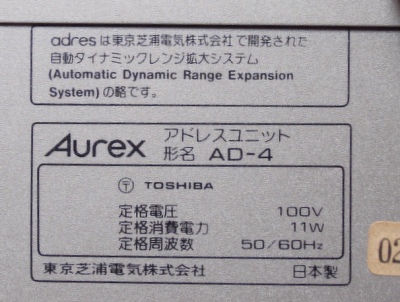 adresは東京芝浦電気株式会社で開発された
自動ダイナミックレンジ拡大システム
(Automatic Dynamic Range Expansion
System)の略です。
Aurex アドレスユニット
形名 AD-4
Ⓣ TOSHIBA
定格電圧 100V
定格消費電力 11W
定格周波数 50/60Hz
東京芝浦電気株式会社 日本製
02